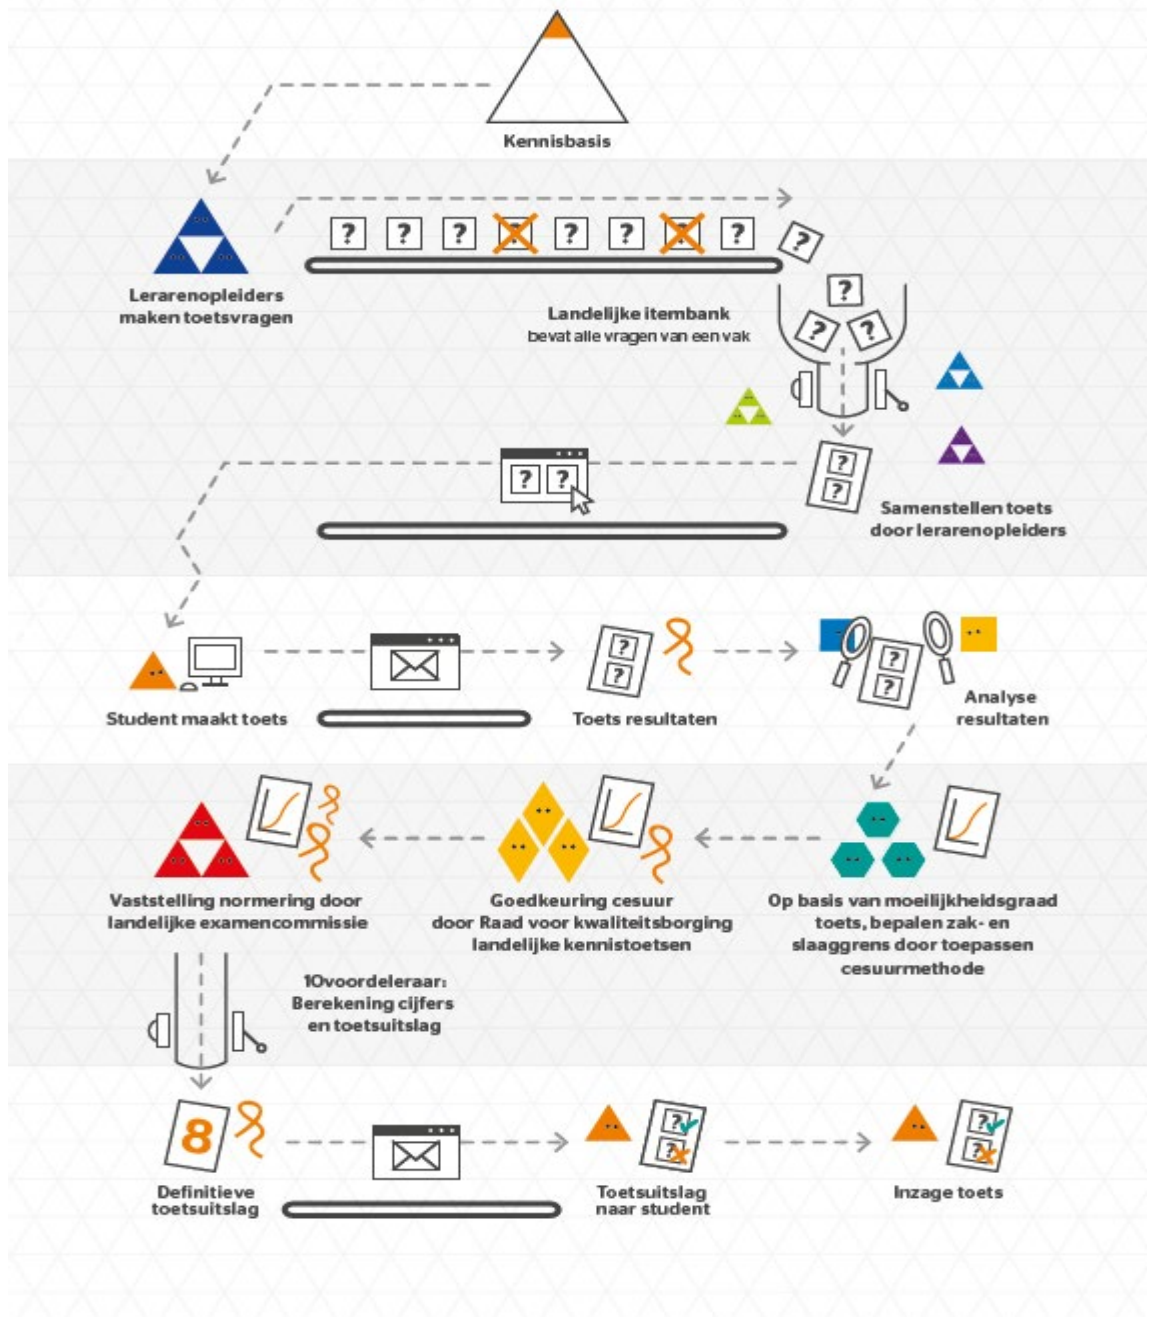 Kennisbasis
? ? ? ? ? ? ? ? ?
Lerarenopleiders
maken toetsvragen
Landelijke itembank
bevat alle vragen van een vak
?
? ?
? ?
?
?
Samenstellen toets
door lerarenopleiders
?
?
?
?
Student maakt toets
Toets resultaten
Analyse
resultaten
Vaststelling normering door
landelijke examencommissie
Goedkeuring cesuur
door Raad voor kwaliteitsborging
landelijke kennistoetsen
Op basis van moeilijkheidsgraad
toets, bepalen zak- en
slaaggrens door toepassen
cesuurmethode
10voordeleraar:
Berekening cijfers
en toetsuitslag
8
Definitieve
toetsuitslag
?
?
Toetsuitslag
naar student
?
?
Inzage toets